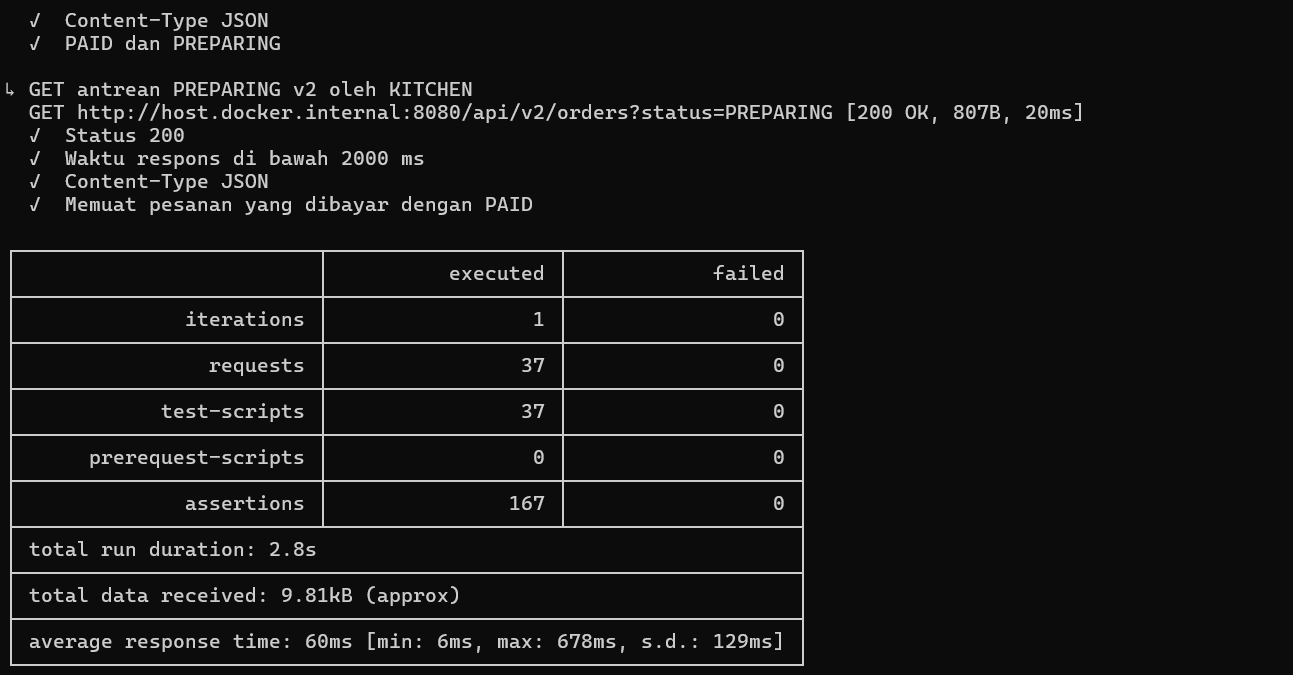 √  Content-Type JSON
√  PAID dan PREPARING
↳ GET antrean PREPARING v2 oleh KITCHEN
GET http://host.docker.internal:8080/api/v2/orders?status=PREPARING [200 OK, 807B, 20ms]
√  Status 200
√  Waktu respons di bawah 2000 ms
√  Content-Type JSON
√  Memuat pesanan yang dibayar dengan PAID
executed failed
iterations 1 0
requests 37 0
test-scripts 37 0
prerequest-scripts 0 0
assertions 167 0
total run duration: 2.8s
total data received: 9.81kB (approx)
average response time: 60ms [min: 6ms, max: 678ms, s.d.: 129ms]